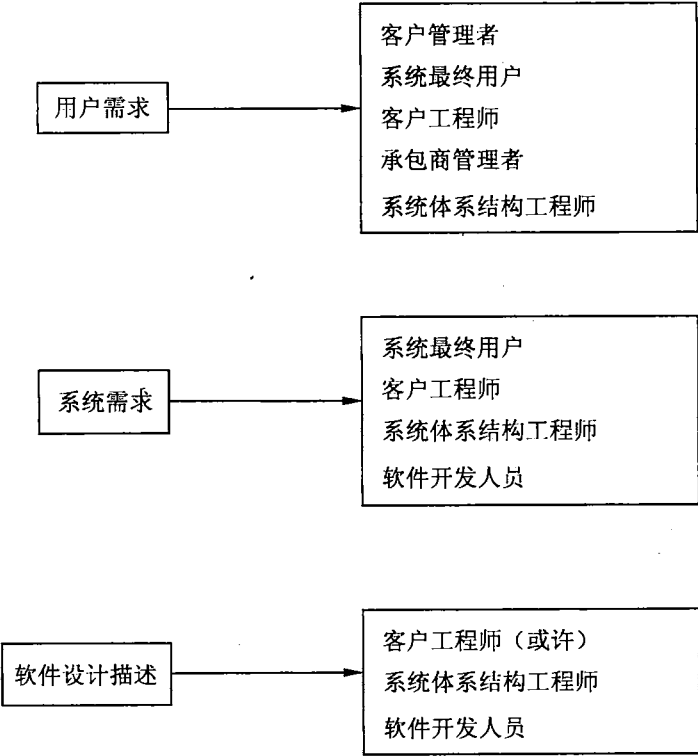 用户需求
客户管理者
系统最终用户
客户工程师
承包商管理者
系统体系结构工程师
系统需求
系统最终用户
客户工程师
系统体系结构工程师
软件开发人员
软件设计描述
客户工程师（或许）
系统体系结构工程师
软件开发人员